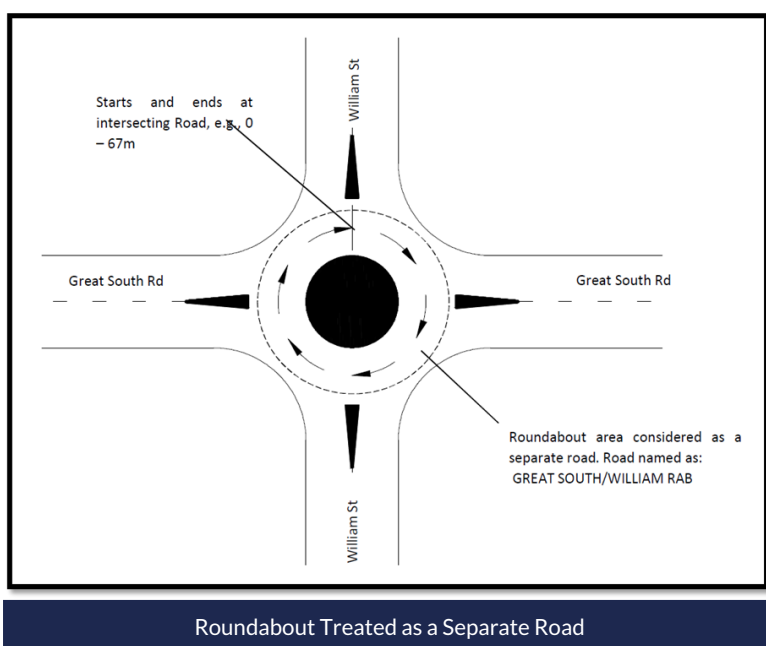 William St
Starts and ends at
intersecting Road, e.g., 0
– 67m
Great South Rd
Great South Rd
Roundabout area considered as a
separate road. Road named as:
GREAT SOUTH/WILLIAM RAB
William St
Roundabout Treated as a Separate Road